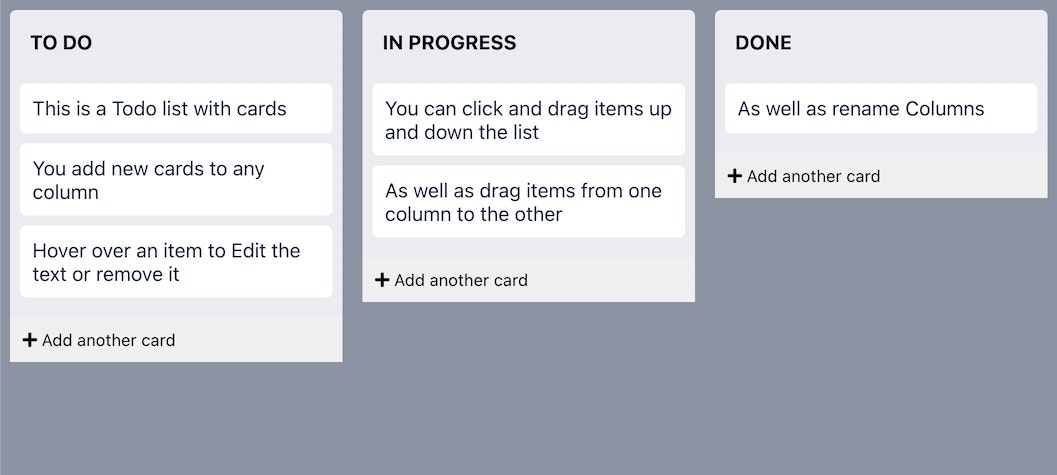 TO DO
This is a Todo list with cards
You add new cards to any
column
Hover over an item to Edit the
text or remove it
+ Add another card
IN PROGRESS
You can click and drag items up
and down the list
As well as drag items from one
column to the other
+ Add another card
DONE
As well as rename Columns
+ Add another card